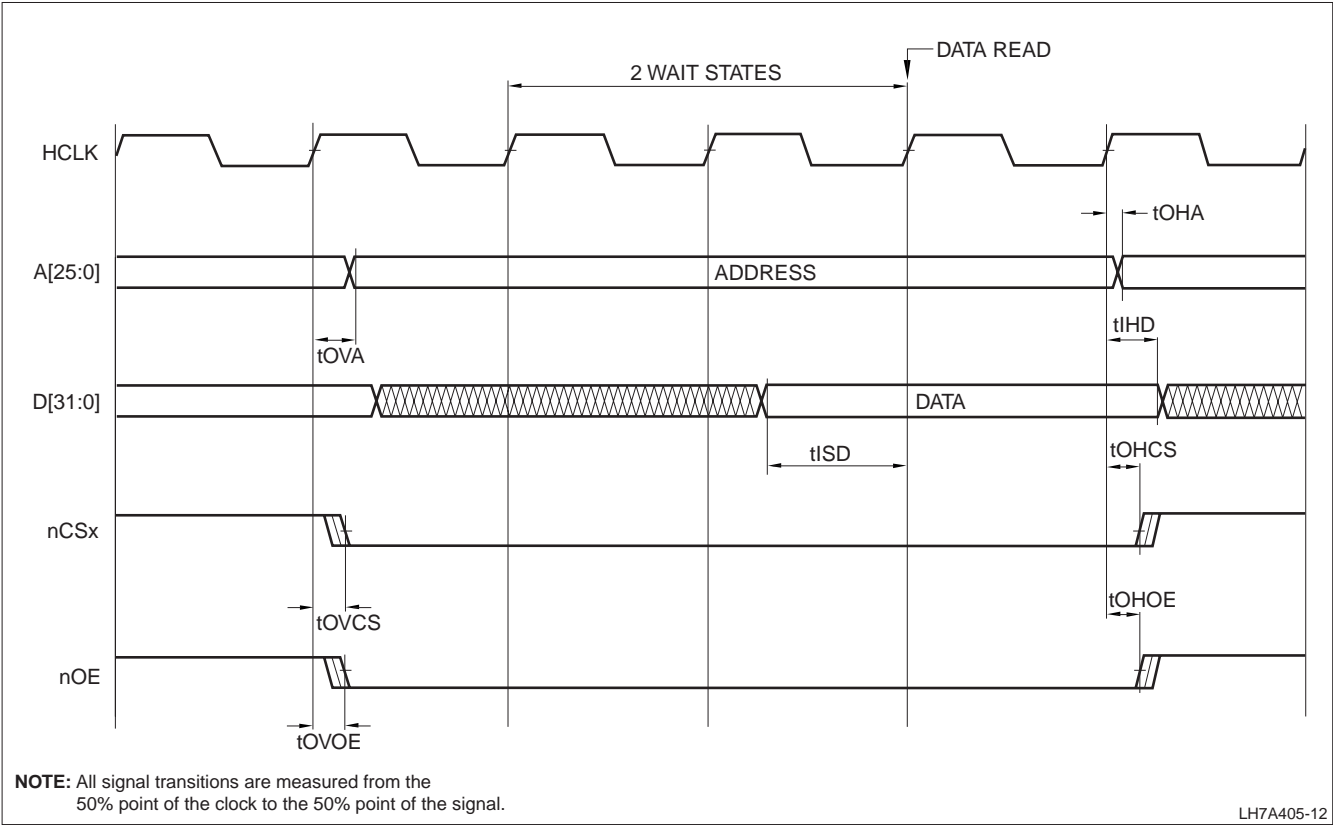 DATA READ
2 WAIT STATES
HCLK
tOHA
A[25:0]
ADDRESS
tOVA
tIHD
D[31:0]
DATA
tISD
tOHCS
nCSx
tOVCS
tOHOE
nOE
tOVOE
NOTE: All signal transitions are measured from the
50% point of the clock to the 50% point of the signal.
LH7A405-12